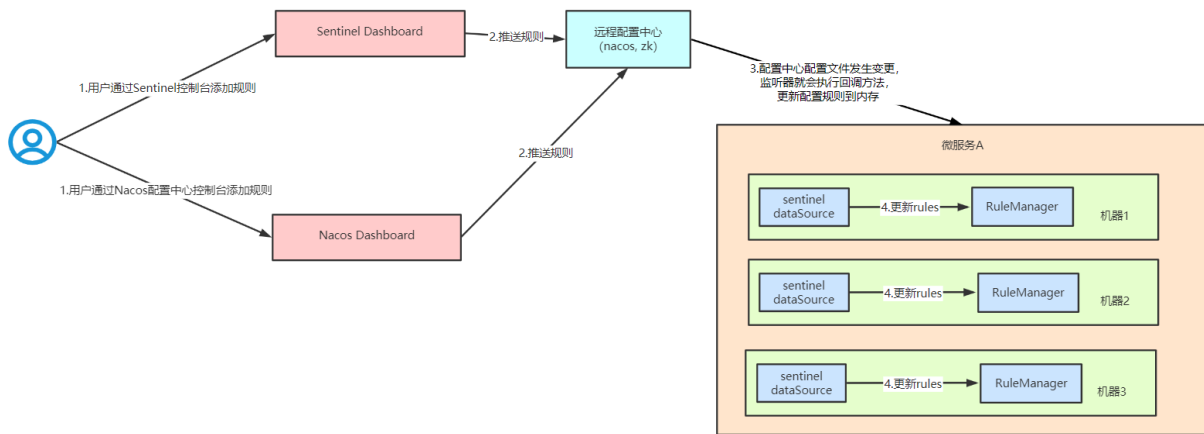 Sentinel Dashboard
2.推送规则
远程配置中心
(nacos, zk)
1.用户通过Sentinel控制台添加规则
3.配置中心配置文件发生变更，
监听器就会执行回调方法，
更新配置规则到内存
2.推送规则
1.用户通过Nacos配置中心控制台添加规则
Nacos Dashboard
微服务A
sentinel
dataSource
4.更新rules
RuleManager
机器1
sentinel
dataSource
4.更新rules
RuleManager
机器2
sentinel
dataSource
4.更新rules
RuleManager
机器3